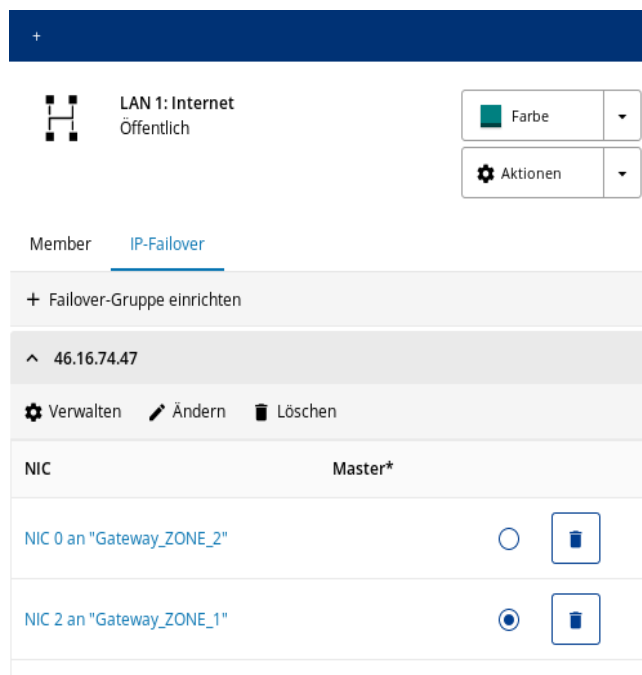 +
LAN 1: Internet
Öffentlich
Farbe
Aktionen
Member IP-Failover
+ Failover-Gruppe einrichten
46.16.74.47
Verwalten Ändern Löschen
NIC Master*
NIC 0 an "Gateway_ZONE_2"
NIC 2 an "Gateway_ZONE_1"